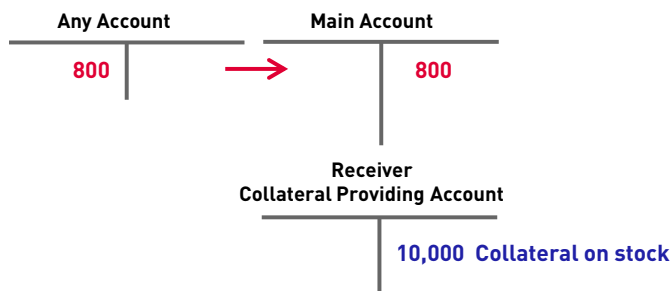 Any Account
Main Account
800
800
Receiver
Collateral Providing Account
10,000 Collateral on stock